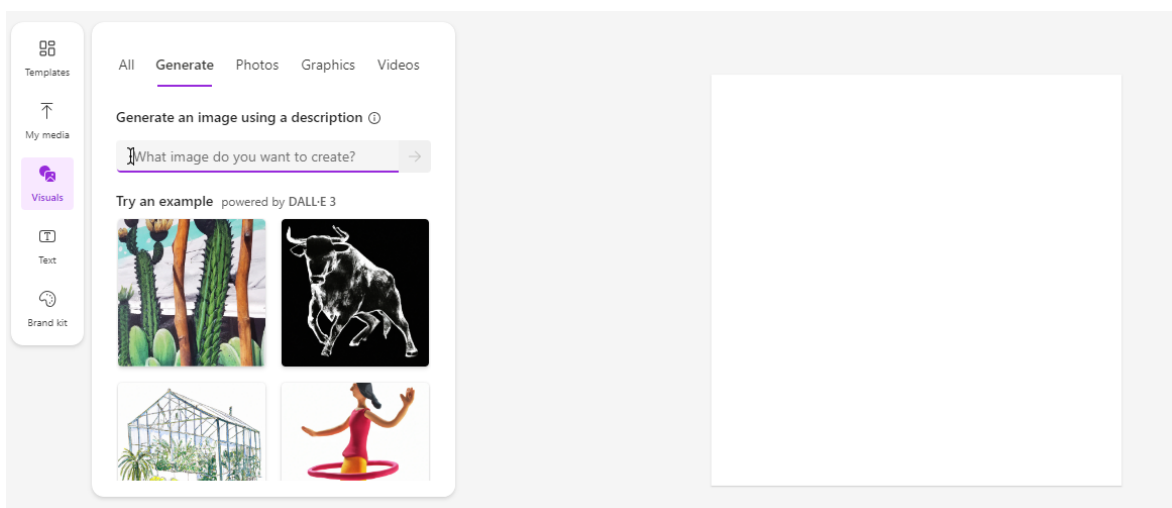 Templates
My media
Visuals
Text
Brand kit
All Generate Photos Graphics Videos
Generate an image using a description
What image do you want to create?
Try an example powered by DALL·E 3